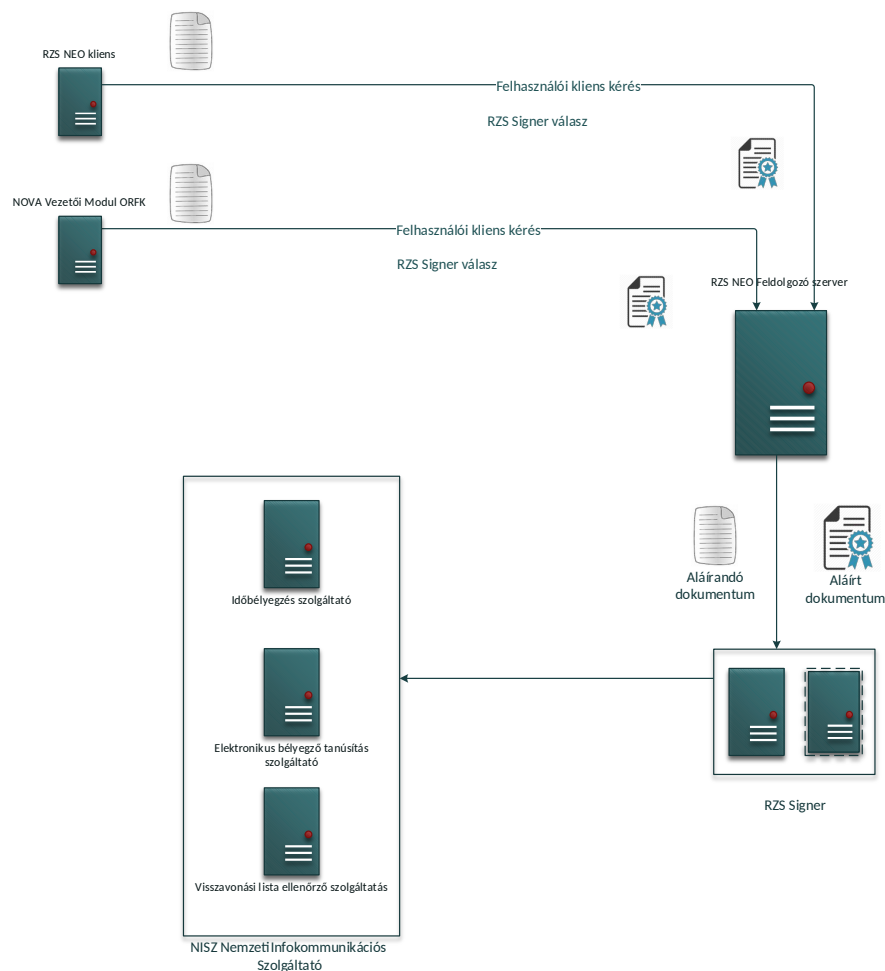 RZS NEO kliens
Felhasználói kliens kérés
RZS Signer válasz
NOVA Vezetői Modul ORFK
Felhasználói kliens kérés
RZS Signer válasz
RZS NEO Feldolgozó szerver
Aláírandó
dokumentum
Aláírt
dokumentum
Időbélyegzés szolgáltató
Elektronikus bélyegző tanúsítás
szolgáltató
RZS Signer
Visszavonási lista ellenőrző szolgáltatás
NISZ Nemzeti Infokommunikációs
Szolgáltató